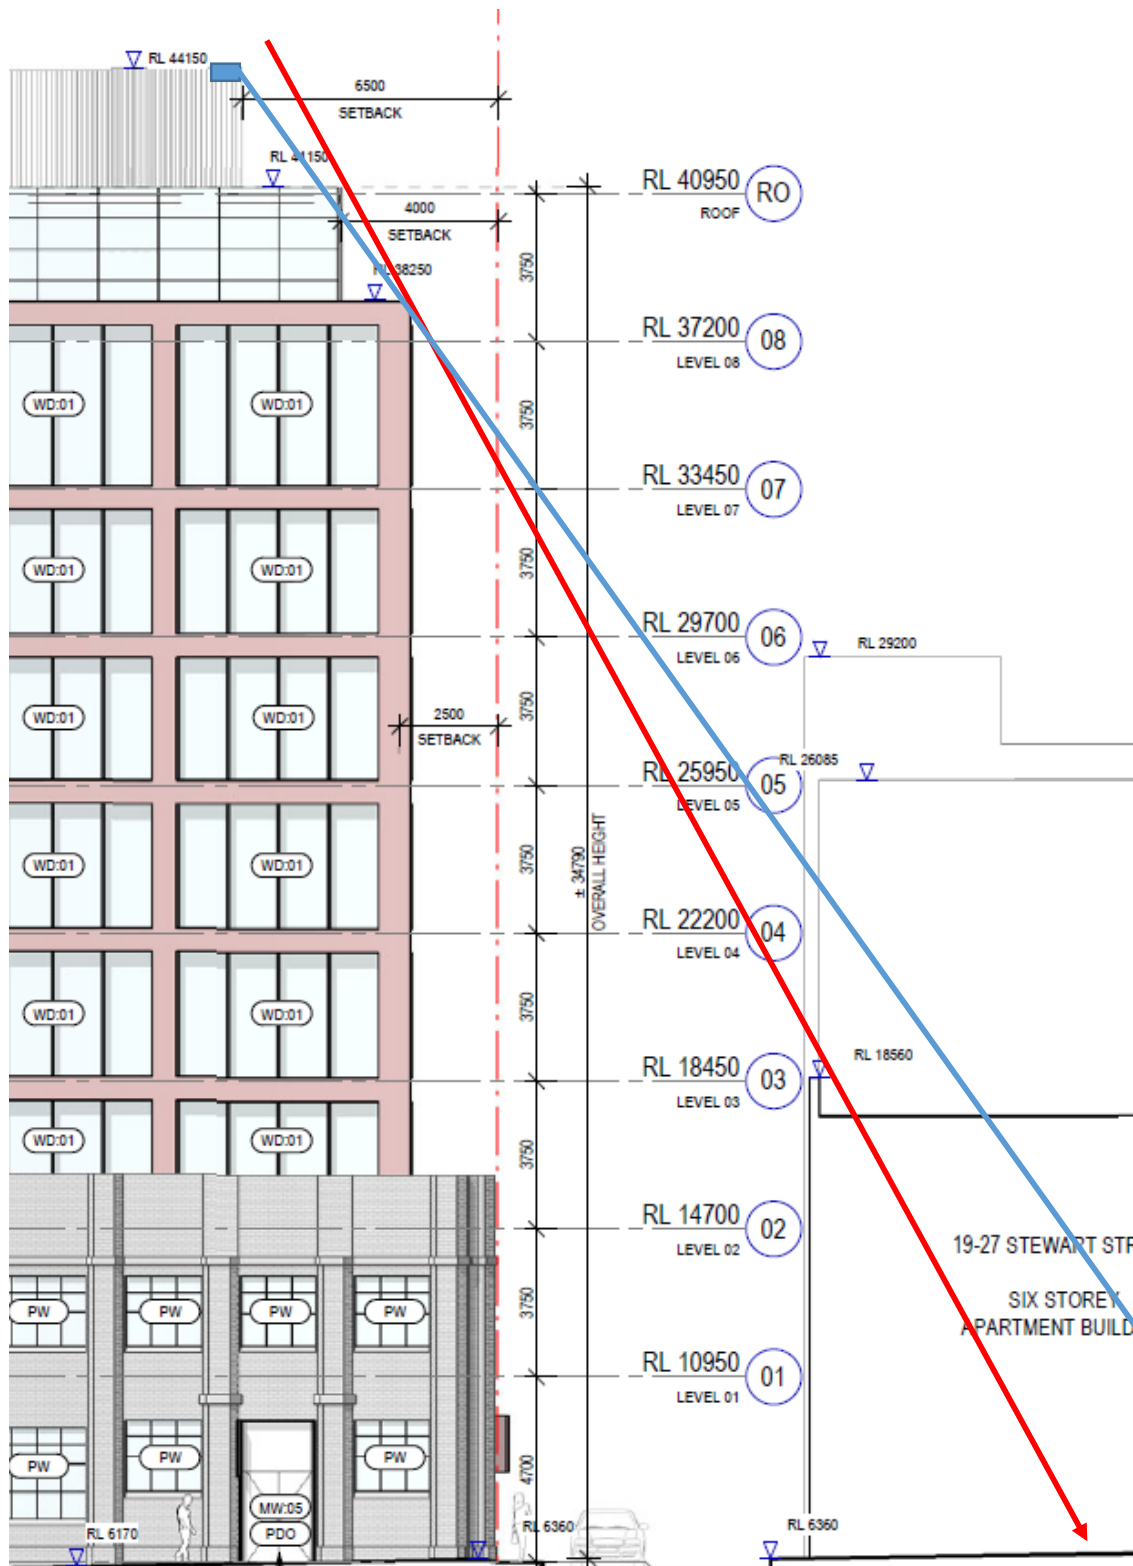 RL 44150
6500
SETBACK
RL 41150
RL 40950
RO
ROOF
4000
SETBACK
RL 38250
3750
RL 37200
08
LEVEL 08
WD:01
WD:01
3750
RL 33450
07
LEVEL 07
WD:01
WD:01
3750
RL 29700
06
LEVEL 06
RL 29200
WD:01
WD:01
2500
SETBACK
3750
RL 25950
05
LEVEL 05
RL 26085
WD:01
WD:01
3750
± 34790
OVERALL HEIGHT
RL 22200
04
LEVEL 04
WD:01
WD:01
3750
RL 18450
03
LEVEL 03
RL 18560
WD:01
WD:01
3750
RL 14700
02
LEVEL 02
19-27 STEWART STR
SIX STOREY
APARTMENT BUILD
PW
PW
PW
PW
3750
RL 10950
01
LEVEL 01
PW
PW
PW
4700
MW:05
PDO
RL 6170
RL 6360
RL 6360